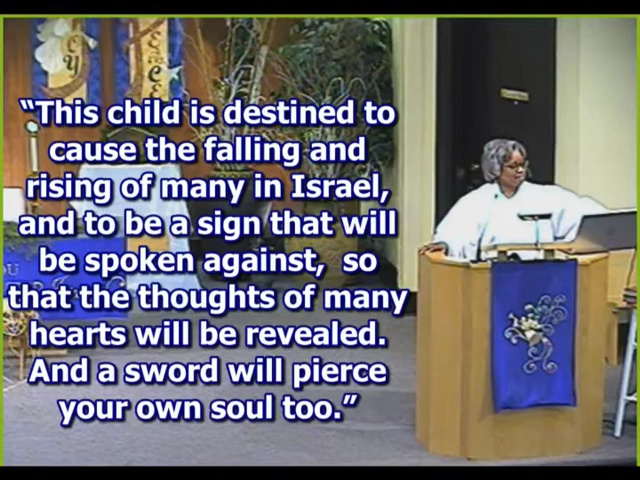 “This child is destined to
cause the falling and
rising of many in Israel,
and to be a sign that will
be spoken against,  so
that the thoughts of many
hearts will be revealed.
And a sword will pierce
your own soul too.”